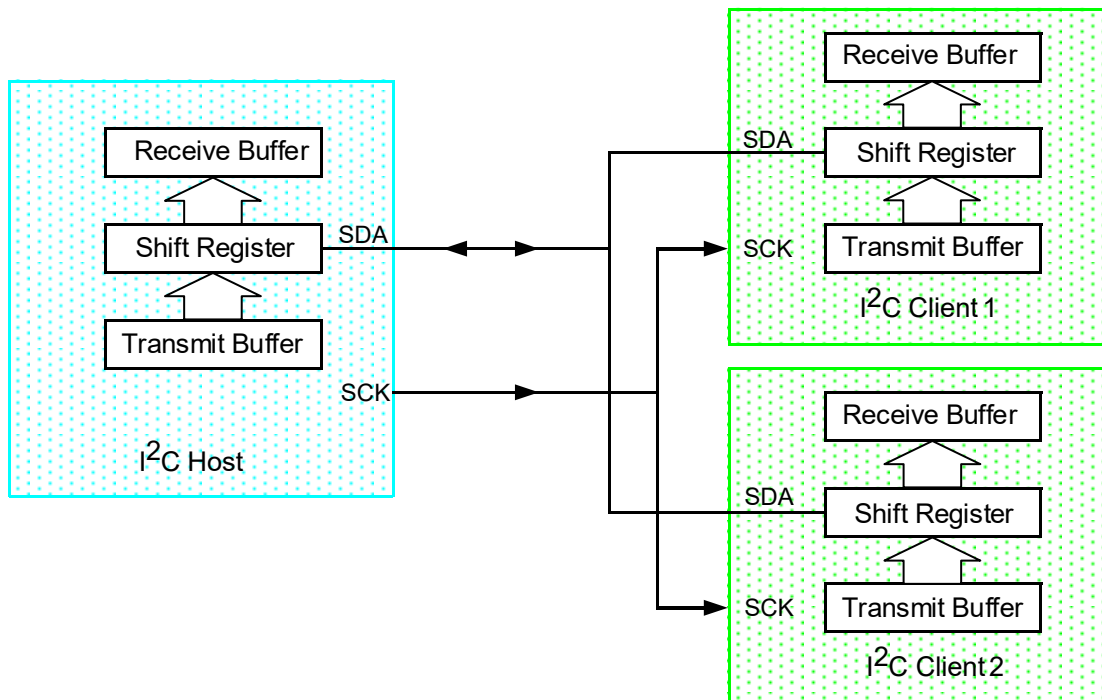 Receive Buffer
Shift Register
SDA
Transmit Buffer
SCK
I²C Host
Receive Buffer
SDA
Shift Register
SCK
Transmit Buffer
I²C Client 1
Receive Buffer
SDA
Shift Register
SCK
Transmit Buffer
I²C Client 2